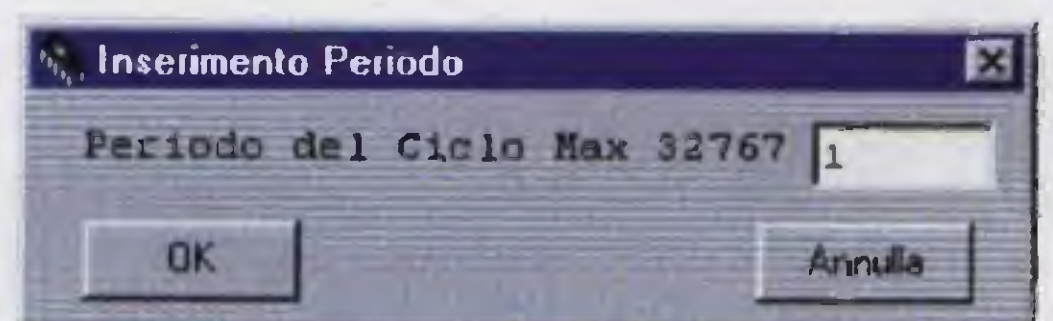 Inserimento Periodo
Periodo del Ciclo Max 32767 1
OK Annulla